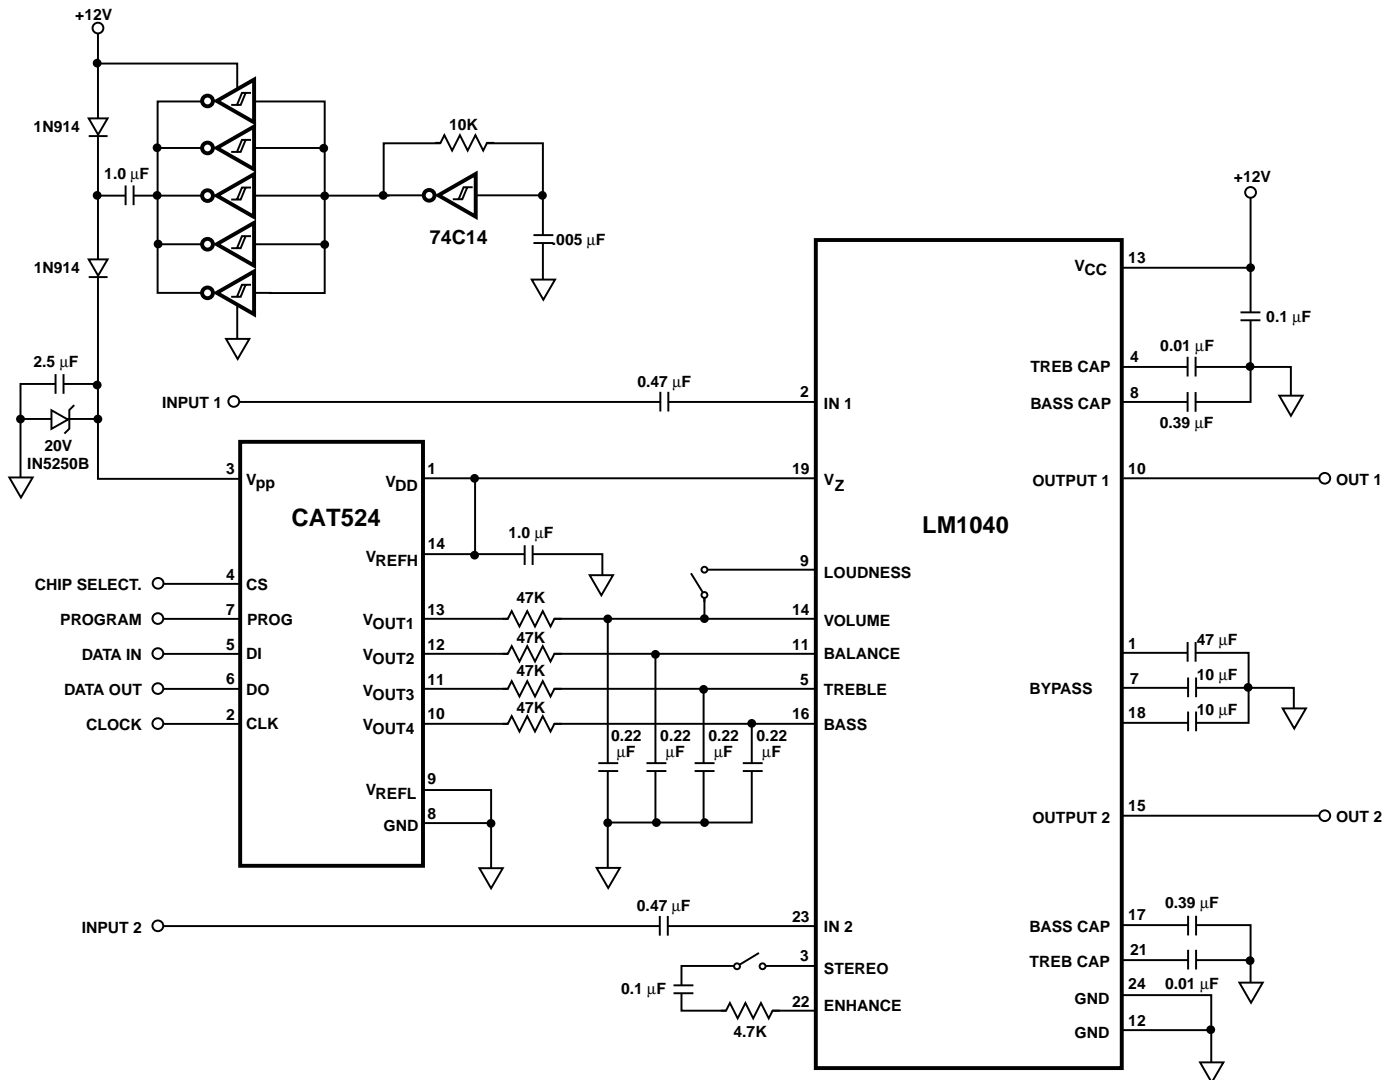 +12V
1N914
10K
1.0 µF
74C14
.005 µF
+12V
1N914
VCC
13
0.1 µF
2.5 µF
0.01 µF
TREB CAP
4
0.47 µF
INPUT 1
2
IN 1
BASS CAP
8
0.39 µF
20V
IN5250B
3
Vpp
VDD
1
19
VZ
OUTPUT 1
10
OUT 1
CAT524
LM1040
1.0 µF
VREFH
14
9
LOUDNESS
CHIP SELECT.
4
CS
47K
PROGRAM
7
PROG
VOUT1
13
14
VOLUME
47K
1
47 µF
DATA IN
5
DI
VOUT2
12
11
BALANCE
47K
10 µF
DATA OUT
6
DO
VOUT3
11
5
TREBLE
BYPASS
7
47K
10 µF
CLOCK
2
CLK
VOUT4
10
16
BASS
18
0.22
µF
0.22
µF
0.22
µF
0.22
µF
VREFL
9
GND
8
OUTPUT 2
15
OUT 2
0.47 µF
INPUT 2
23
IN 2
BASS CAP
17
0.39 µF
3
STEREO
TREB CAP
21
0.01 µF
0.1 µF
4.7K
22
ENHANCE
GND
24
GND
12